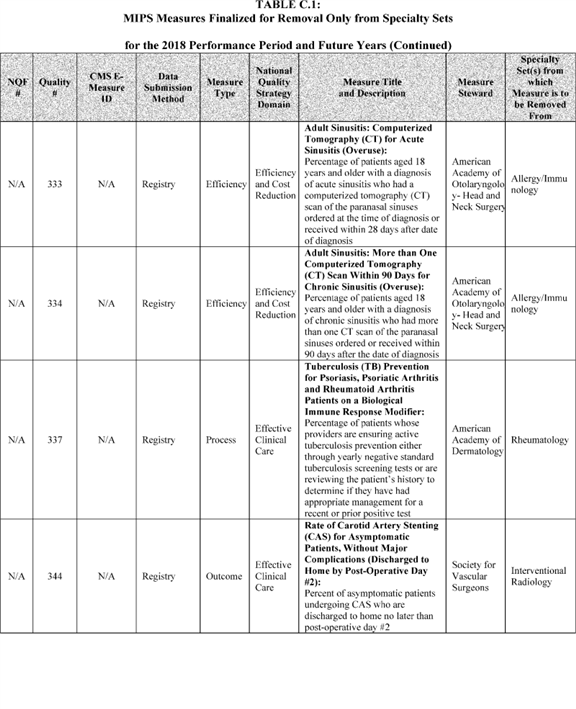 TABLE C.1:
MIPS Measures Finalized for Removal Only from Specialty Sets
for the 2018 Performance Period and Future Years (Continued)
NQF
#
Quality
#
CMS E-
Measure
ID
Data
Submission
Method
Measure
Type
National
Quality
Strategy
Domain
Measure Title
and Description
Measure
Steward
Specialty
Set(s) from
which
Measure is to
be Removed
From
N/A
333
N/A
Registry
Efficiency
Efficiency
and Cost
Reduction
Adult Sinusitis: Computerized
Tomography (CT) for Acute
Sinusitis (Overuse):
Percentage of patients aged 18
years and older with a diagnosis
of acute sinusitis who had a
computerized tomography (CT)
scan of the paranasal sinuses
ordered at the time of diagnosis or
received within 28 days after date
of diagnosis
American
Academy of
Otolaryngolo
y- Head and
Neck Surgery
Allergy/Immu
nology
N/A
334
N/A
Registry
Efficiency
Efficiency
and Cost
Reduction
Adult Sinusitis: More than One
Computerized Tomography
(CT) Scan Within 90 Days for
Chronic Sinusitis (Overuse):
Percentage of patients aged 18
years and older with a diagnosis
of chronic sinusitis who had more
than one CT scan of the paranasal
sinuses ordered or received within
90 days after the date of diagnosis
American
Academy of
Otolaryngolo
y- Head and
Neck Surgery
Allergy/Immu
nology
N/A
337
N/A
Registry
Process
Effective
Clinical
Care
Tuberculosis (TB) Prevention
for Psoriasis, Psoriatic Arthritis
and Rheumatoid Arthritis
Patients on a Biological
Immune Response Modifier:
Percentage of patients whose
providers are ensuring active
tuberculosis prevention either
through yearly negative standard
tuberculosis screening tests or are
reviewing the patient's history to
determine if they have had
appropriate management for a
recent or prior positive test
American
Academy of
Dermatology
Rheumatology
N/A
344
N/A
Registry
Outcome
Effective
Clinical
Care
Rate of Carotid Artery Stenting
(CAS) for Asymptomatic
Patients, Without Major
Complications (Discharged to
Home by Post-Operative Day
#2):
Percent of asymptomatic patients
undergoing CAS who are
discharged to home no later than
post-operative day #2
Society for
Vascular
Surgeons
Interventional
Radiology